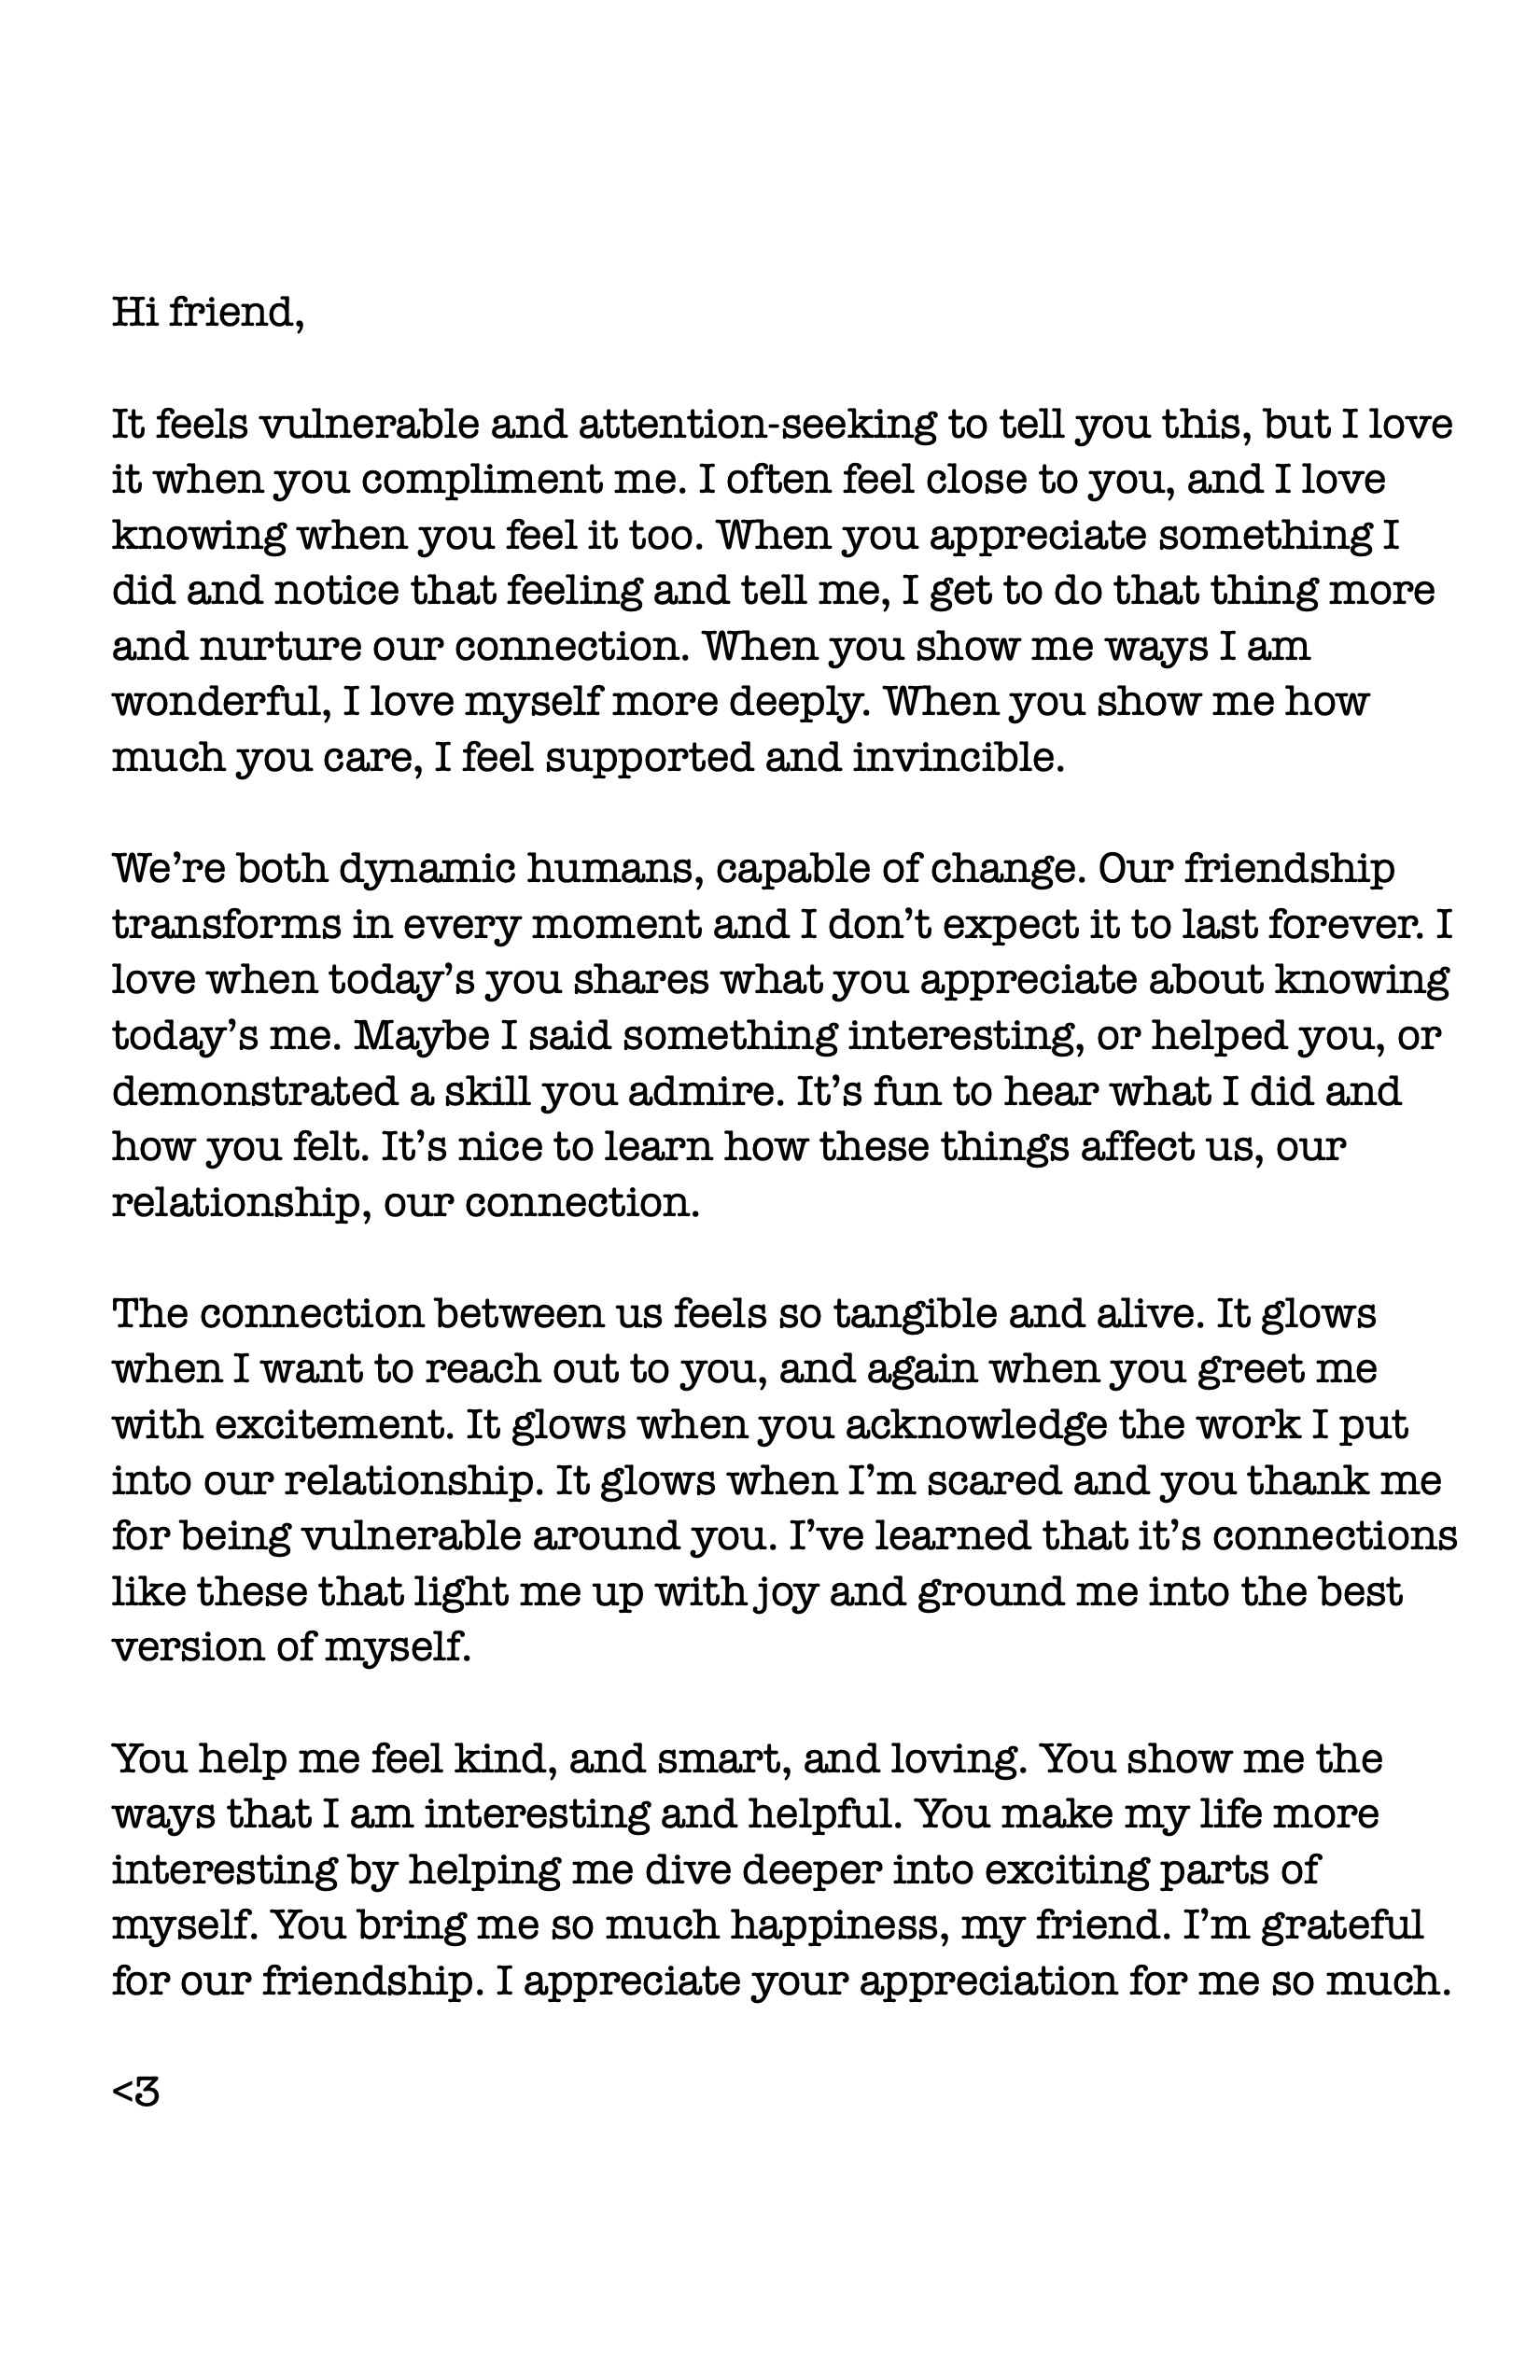 Hi friend,
It feels vulnerable and attention-seeking to tell you this, but I love
it when you compliment me. I often feel close to you, and I love
knowing when you feel it too. When you appreciate something I
did and notice that feeling and tell me, I get to do that thing more
and nurture our connection. When you show me ways I am
wonderful, I love myself more deeply. When you show me how
much you care, I feel supported and invincible.
We’re both dynamic humans, capable of change. Our friendship
transforms in every moment and I don’t expect it to last forever. I
love when today’s you shares what you appreciate about knowing
today’s me. Maybe I said something interesting, or helped you, or
demonstrated a skill you admire. It’s fun to hear what I did and
how you felt. It’s nice to learn how these things affect us, our
relationship, our connection.
The connection between us feels so tangible and alive. It glows
when I want to reach out to you, and again when you greet me
with excitement. It glows when you acknowledge the work I put
into our relationship. It glows when I’m scared and you thank me
for being vulnerable around you. I’ve learned that it’s connections
like these that light me up with joy and ground me into the best
version of myself.
You help me feel kind, and smart, and loving. You show me the
ways that I am interesting and helpful. You make my life more
interesting by helping me dive deeper into exciting parts of
myself. You bring me so much happiness, my friend. I’m grateful
for our friendship. I appreciate your appreciation for me so much.
<3